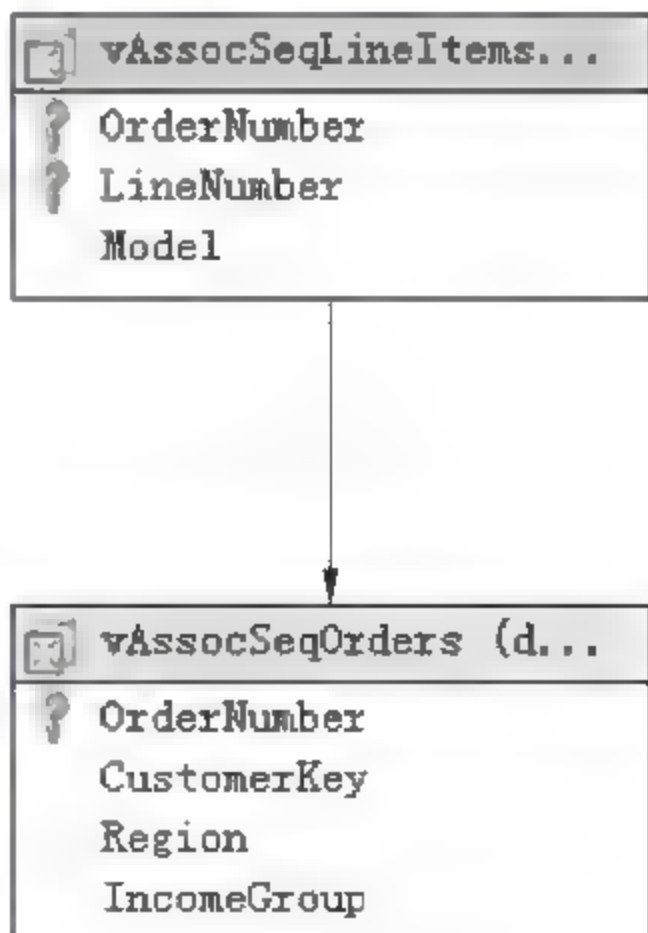 vAssocSeqLineItems...
OrderNumber
LineNumber
Model
vAssocSeqOrders (d...
OrderNumber
CustomerKey
Region
IncomeGroup